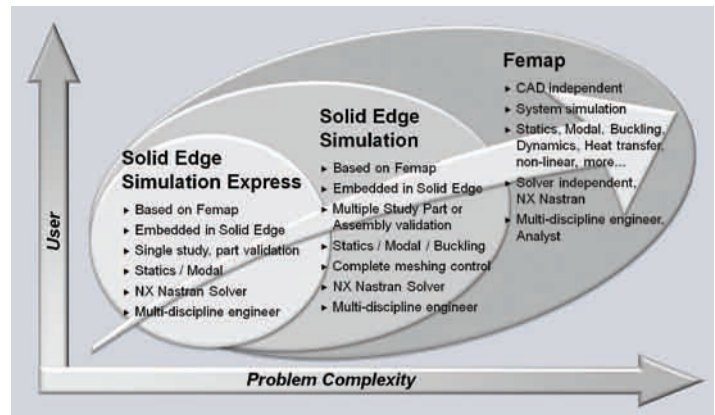 User
Solid Edge
Simulation Express
▸ Based on Femap
▸ Embedded in Solid Edge
▸ Single study, part validation
▸ Statics / Modal
▸ NX Nastran Solver
▸ Multi-discipline engineer
Solid Edge
Simulation
▸ Based on Femap
▸ Embedded in Solid Edge
▸ Multiple Study Part or
Assembly validation
▸ Statics / Modal / Buckling
▸ Complete meshing control
▸ NX Nastran Solver
▸ Multi-discipline engineer
Femap
▸ CAD independent
▸ System simulation
▸ Statics, Modal, Buckling,
Dynamics, Heat transfer,
non-linear, more...
▸ Solver independent,
NX Nastran
▸ Multi-discipline engineer,
Analyst
Problem Complexity